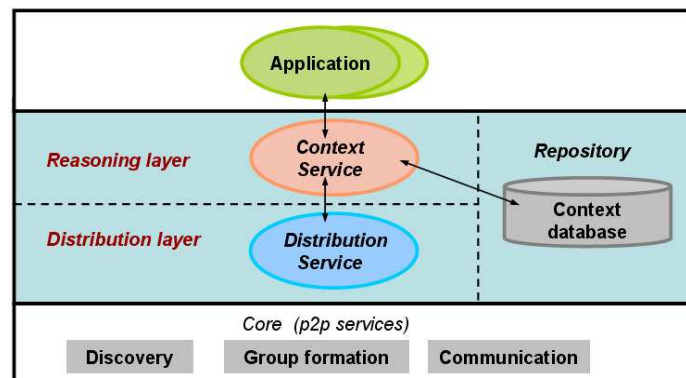 Application
Reasoning layer
Context
Service
Repository
Context
database
Distribution layer
Distribution
Service
Core (p2p services)
Discovery
Group formation
Communication